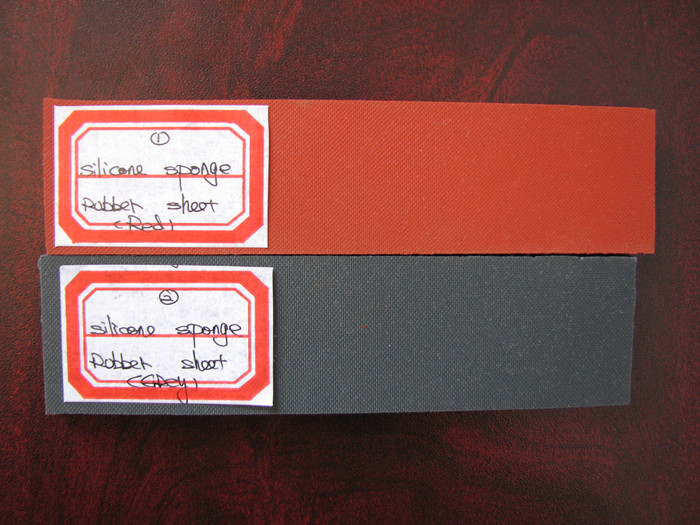 ①
silicone sponge
Rubber sheet
(Red)
②
silicone sponge
Rubber sheet
(Grey)